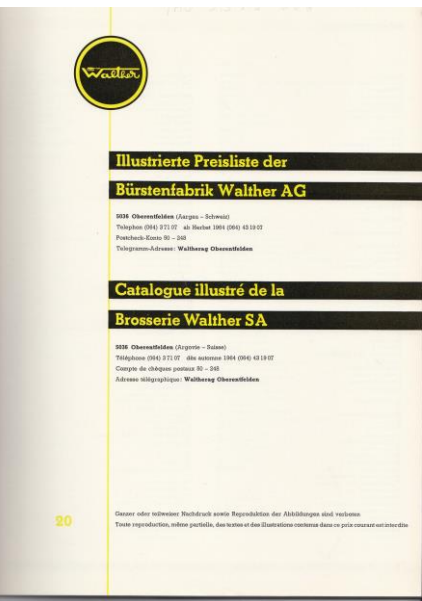 Walther
Illustrierte Preisliste der
Bürstenfabrik Walther AG
5036 Oberentfelden (Aargau – Schweiz)
Telephon (064) 3 71 07 ab Herbst 1964 (064) 43 19 07
Postcheck-Konto 50 – 248
Telegramm-Adresse: Waltherag Oberentfelden
Catalogue illustré de la
Brosserie Walther SA
5036 Oberentfelden (Argovie – Suisse)
Téléphone (064) 3 71 07 dès automne 1964 (064) 43 19 07
Compte de chèques postaux 50 – 248
Adresse télégraphique: Waltherag Oberentfelden
Ganzer oder teilweiser Nachdruck sowie Reproduktion der Abbildungen sind verboten
20
Toute reproduction, même partielle, des textes et des illustrations contenus dans ce prix courant est interdite